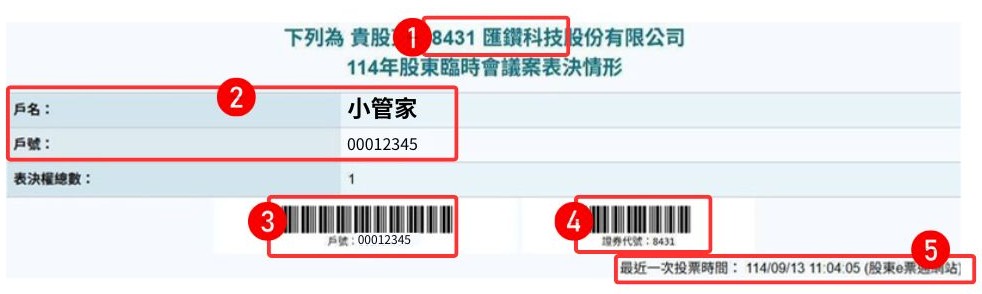 下列為 貴股 1 8431 匯鑽科技股份有限公司
114年股東臨時會議案表決情形
2
戶名： 小管家
戶號： 00012345
表決權總數： 1
3 4
戶號：00012345 證券代號：8431
5
最近一次投票時間： 114/09/13 11:04:05 (股東e票通網站)